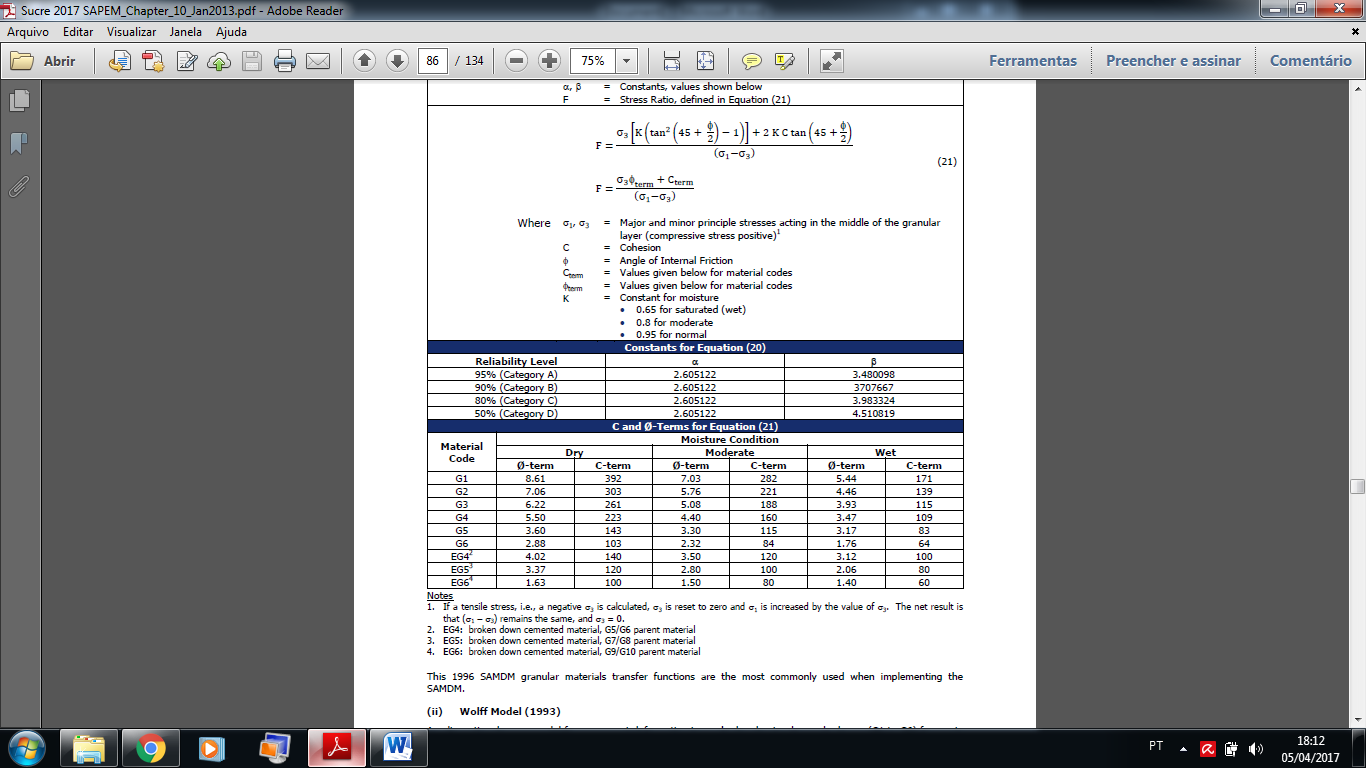 Sucre 2017 SAPEM_Chapter_10_Jan2013.pdf - Adobe Reader
Arquivo Editar Visualizar Janela Ajuda
Abrir 86 / 134 75% Ferramentas Preencher e assinar Comentário
α, β = Constants, values shown below
F = Stress Ratio, defined in Equation (21)
F = σ₃ [K (tan² (45 + ϕ/2) − 1)] + 2 K C tan (45 + ϕ/2) / (σ₁−σ₃)
(21)
F = σ₃ϕterm + Cterm / (σ₁−σ₃)
Where σ₁, σ₃ = Major and minor principle stresses acting in the middle of the granular
layer (compressive stress positive)¹
C = Cohesion
ϕ = Angle of Internal Friction
Cterm = Values given below for material codes
ϕterm = Values given below for material codes
K = Constant for moisture
• 0.65 for saturated (wet)
• 0.8 for moderate
• 0.95 for normal
Constants for Equation (20)
Reliability Level α β
95% (Category A) 2.605122 3.480098
90% (Category B) 2.605122 3707667
80% (Category C) 2.605122 3.983324
50% (Category D) 2.605122 4.510819
C and Ø-Terms for Equation (21)
Material Code Moisture Condition
Dry Moderate Wet
Ø-term C-term Ø-term C-term Ø-term C-term
G1 8.61 392 7.03 282 5.44 171
G2 7.06 303 5.76 221 4.46 139
G3 6.22 261 5.08 188 3.93 115
G4 5.50 223 4.40 160 3.47 109
G5 3.60 143 3.30 115 3.17 83
G6 2.88 103 2.32 84 1.76 64
EG4² 4.02 140 3.50 120 3.12 100
EG5³ 3.37 120 2.80 100 2.06 80
EG6⁴ 1.63 100 1.50 80 1.40 60
Notes
1. If a tensile stress, i.e., a negative σ₃ is calculated, σ₃ is reset to zero and σ₁ is increased by the value of σ₃. The net result is
that (σ₁ − σ₃) remains the same, and σ₃ = 0.
2. EG4: broken down cemented material, G5/G6 parent material
3. EG5: broken down cemented material, G7/G8 parent material
4. EG6: broken down cemented material, G9/G10 parent material
This 1996 SAMDM granular materials transfer functions are the most commonly used when implementing the
SAMDM.
(ii) Wolff Model (1993)
PT 18:12
05/04/2017